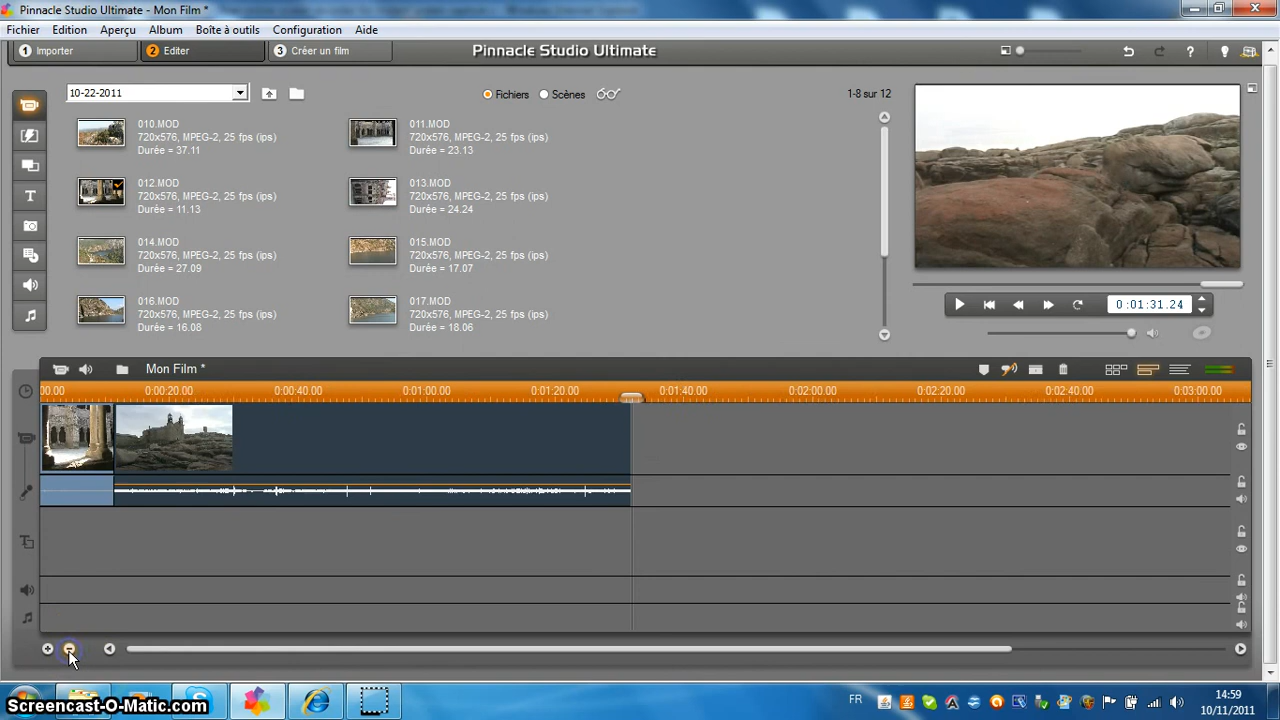 Pinnacle Studio Ultimate - Mon Film *
Fichier Edition Aperçu Album Boîte à outils Aide
1 Importer 2 Editer 3 Créer un film Pinnacle Studio Ultimate ?
10-22-2011 Fichiers Scènes 1-8 sur 12
010.MOD
720x576, MPEG-2, 25 fps (ips)
Durée = 37.11
011.MOD
720x576, MPEG-2, 25 fps (ips)
Durée = 23.13
012.MOD
720x576, MPEG-2, 25 fps (ips)
Durée = 11.13
013.MOD
720x576, MPEG-2, 25 fps (ips)
Durée = 24.24
014.MOD
720x576, MPEG-2, 25 fps (ips)
Durée = 27.09
015.MOD
720x576, MPEG-2, 25 fps (ips)
Durée = 17.07
016.MOD
720x576, MPEG-2, 25 fps (ips)
Durée = 16.08
017.MOD
720x576, MPEG-2, 25 fps (ips)
Durée = 18.06
T
0:01:31.24
Mon Film *
00.00 0:00:20.00 0:00:40.00 0:01:00.00 0:01:20.00 0:01:40.00 0:02:00.00 0:02:20.00 0:02:40.00 0:03:00.00
Screencast-O-Matic.com
FR
14:59
10/11/2011